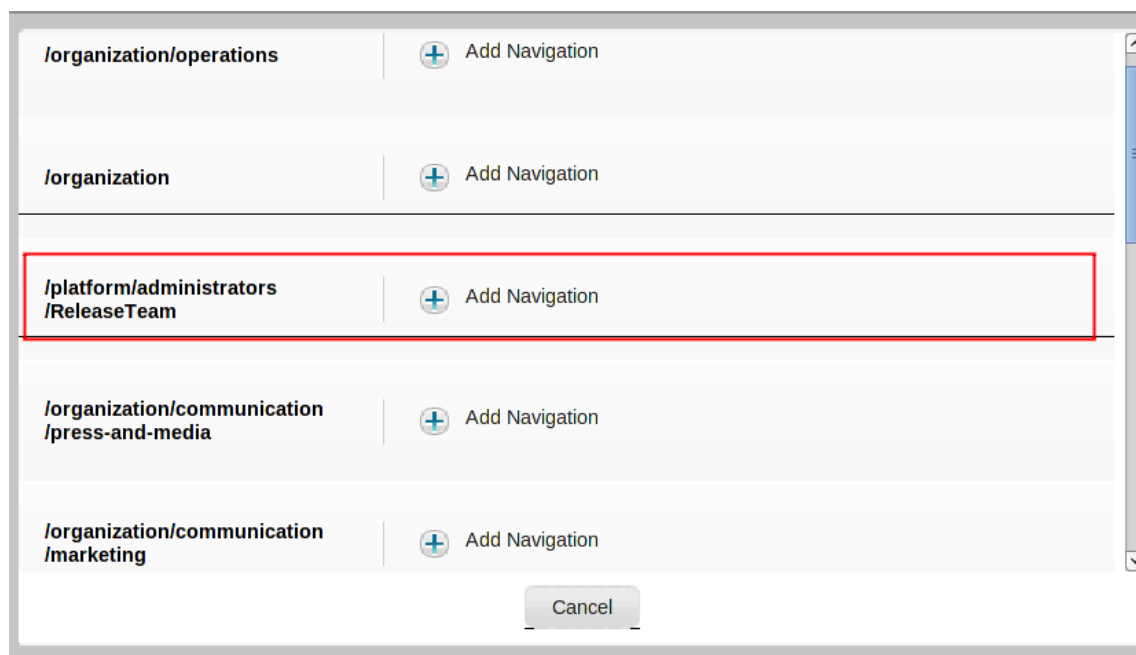 /organization/operations
Add Navigation
/organization
Add Navigation
/platform/administrators
/ReleaseTeam
Add Navigation
/organization/communication
/press-and-media
Add Navigation
/organization/communication
/marketing
Add Navigation
Cancel